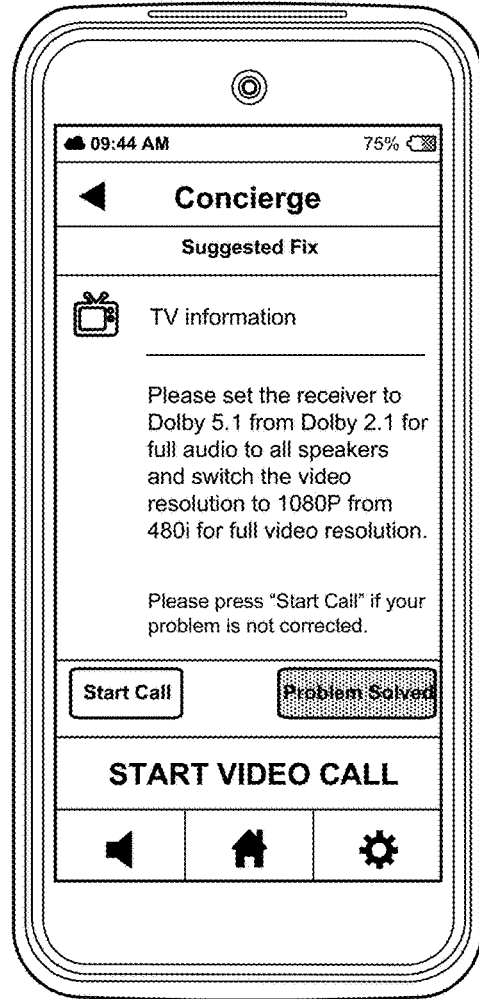 09:44 AM 75%
Concierge
Suggested Fix
TV information
Please set the receiver to
Dolby 5.1 from Dolby 2.1 for
full audio to all speakers
and switch the video
resolution to 1080P from
480i for full video resolution.
Please press “Start Call” if your
problem is not corrected.
Start Call Problem Solved
START VIDEO CALL